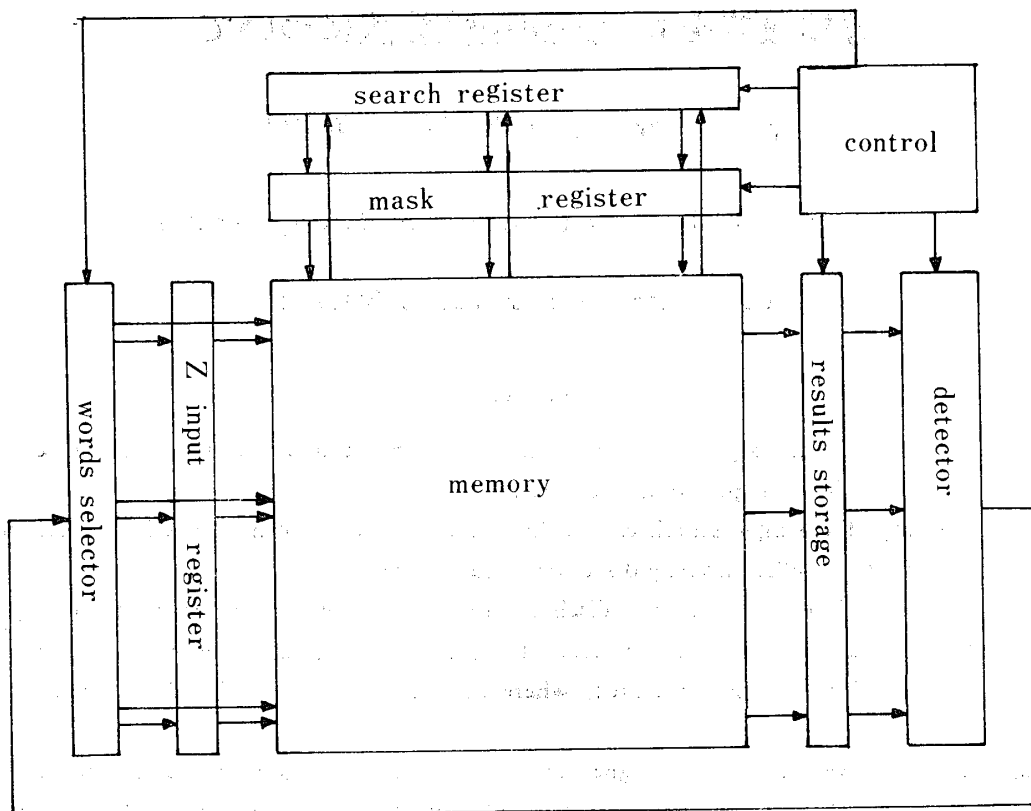 search register
control
mask register
words selector
Z input register
memory
results storage
detector